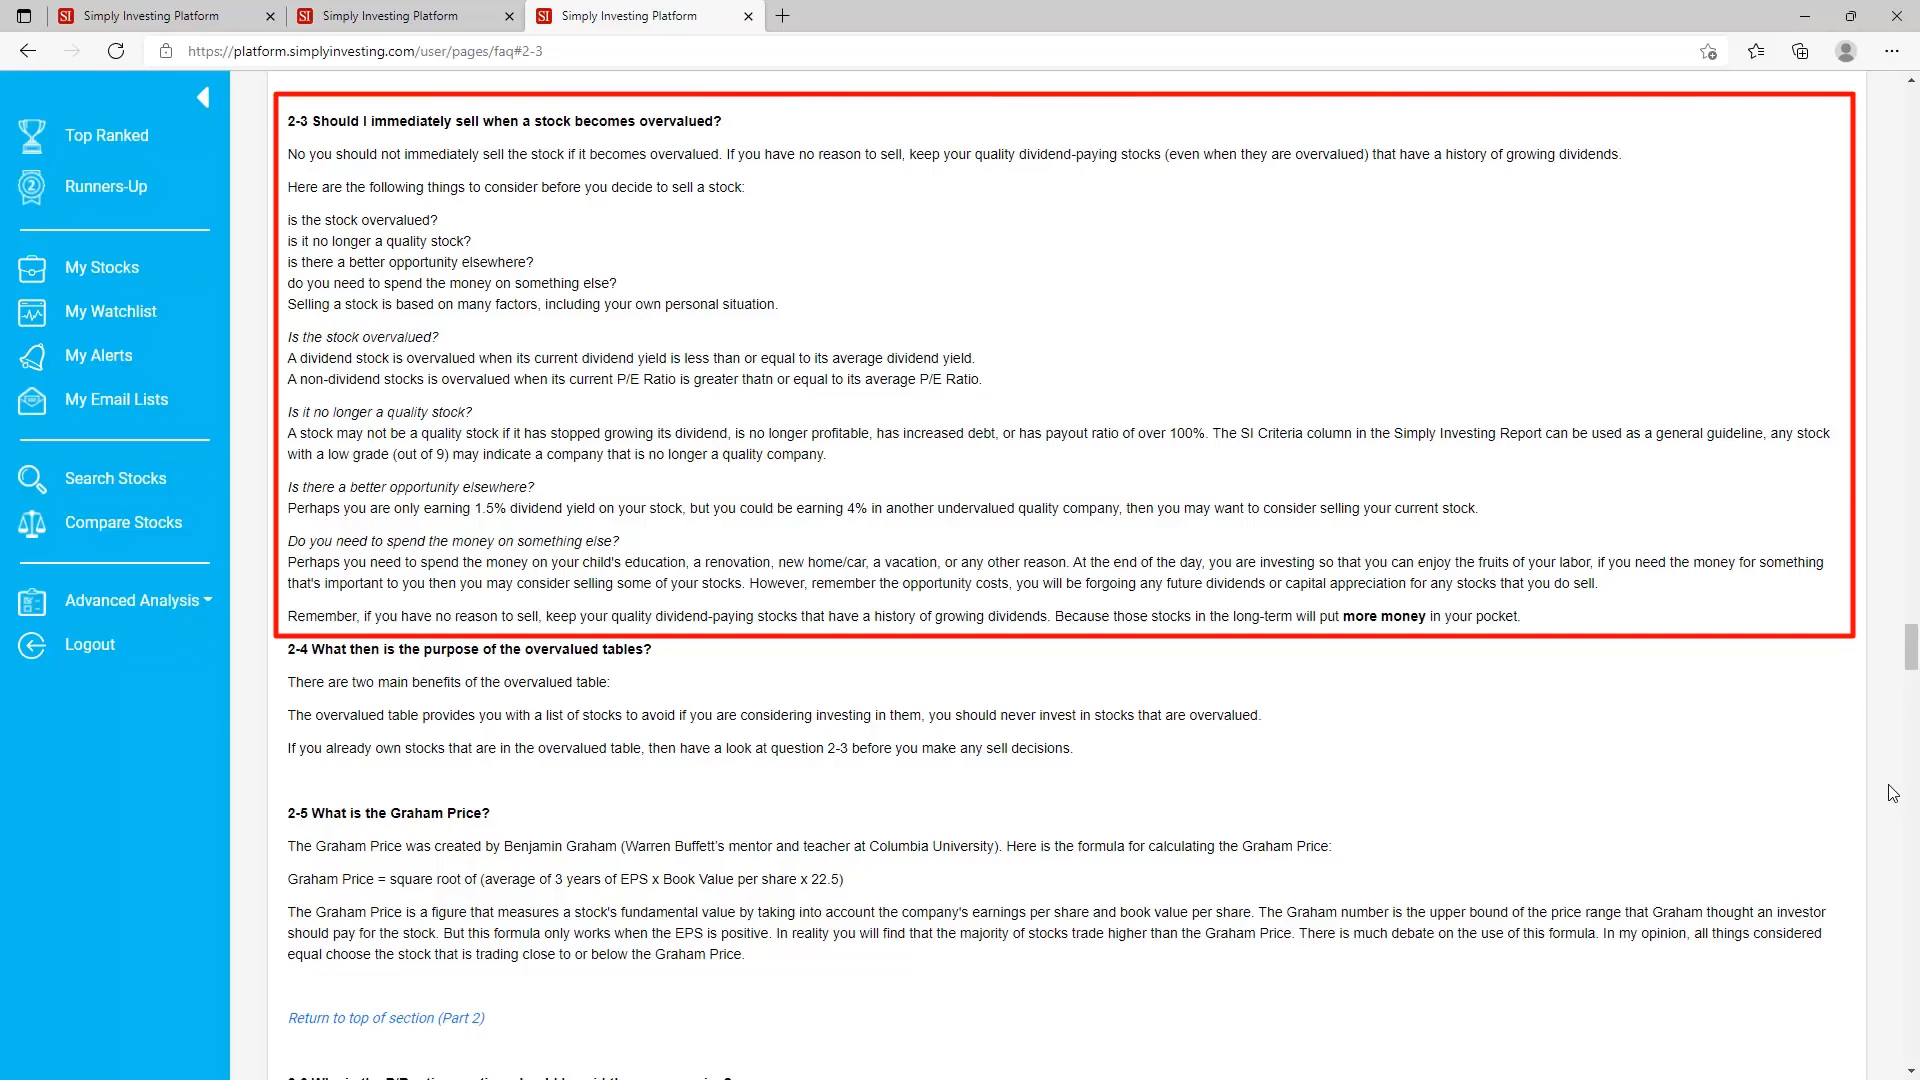 Simply Investing Platform
Simply Investing Platform
Simply Investing Platform
https://platform.simplyinvesting.com/user/pages/faq#2-3
Top Ranked
Runners-Up
My Stocks
My Watchlist
My Alerts
My Email Lists
Search Stocks
Compare Stocks
Advanced Analysis
Logout
2-3 Should I immediately sell when a stock becomes overvalued?
No you should not immediately sell the stock if it becomes overvalued. If you have no reason to sell, keep your quality dividend-paying stocks (even when they are overvalued) that have a history of growing dividends.
Here are the following things to consider before you decide to sell a stock:
is the stock overvalued?
is it no longer a quality stock?
is there a better opportunity elsewhere?
do you need to spend the money on something else?
Selling a stock is based on many factors, including your own personal situation.
Is the stock overvalued?
A dividend stock is overvalued when its current dividend yield is less than or equal to its average dividend yield.
A non-dividend stocks is overvalued when its current P/E Ratio is greater thatn or equal to its average P/E Ratio.
Is it no longer a quality stock?
A stock may not be a quality stock if it has stopped growing its dividend, is no longer profitable, has increased debt, or has payout ratio of over 100%. The SI Criteria column in the Simply Investing Report can be used as a general guideline, any stock
with a low grade (out of 9) may indicate a company that is no longer a quality company.
Is there a better opportunity elsewhere?
Perhaps you are only earning 1.5% dividend yield on your stock, but you could be earning 4% in another undervalued quality company, then you may want to consider selling your current stock.
Do you need to spend the money on something else?
Perhaps you need to spend the money on your child's education, a renovation, new home/car, a vacation, or any other reason. At the end of the day, you are investing so that you can enjoy the fruits of your labor, if you need the money for something
that's important to you then you may consider selling some of your stocks. However, remember the opportunity costs, you will be forgoing any future dividends or capital appreciation for any stocks that you do sell.
Remember, if you have no reason to sell, keep your quality dividend-paying stocks that have a history of growing dividends. Because those stocks in the long-term will put more money in your pocket.
2-4 What then is the purpose of the overvalued tables?
There are two main benefits of the overvalued table:
The overvalued table provides you with a list of stocks to avoid if you are considering investing in them, you should never invest in stocks that are overvalued.
If you already own stocks that are in the overvalued table, then have a look at question 2-3 before you make any sell decisions.
2-5 What is the Graham Price?
The Graham Price was created by Benjamin Graham (Warren Buffett's mentor and teacher at Columbia University). Here is the formula for calculating the Graham Price:
Graham Price = square root of (average of 3 years of EPS x Book Value per share x 22.5)
The Graham Price is a figure that measures a stock's fundamental value by taking into account the company's earnings per share and book value per share. The Graham number is the upper bound of the price range that Graham thought an investor
should pay for the stock. But this formula only works when the EPS is positive. In reality you will find that the majority of stocks trade higher than the Graham Price. There is much debate on the use of this formula. In my opinion, all things considered
equal choose the stock that is trading close to or below the Graham Price.
Return to top of section (Part 2)